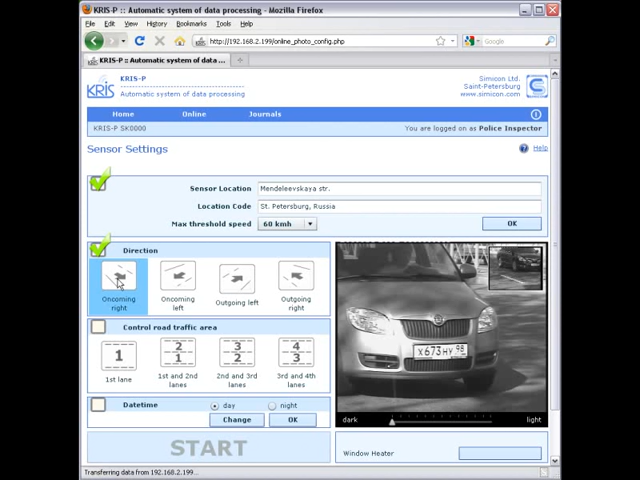 KRIS-P :: Automatic system of data processing - Mozilla Firefox
File Edit View History Bookmarks Tools Help
http://192.168.2.199/online_photo_config.php
Google
KRIS-P :: Automatic system of data ...
KRIS
KRIS-P
Automatic system of data processing
Simicon Ltd.
Saint-Petersburg
www.simicon.com
Home Online Journals
KRIS-P SK0000
You are logged on as Police Inspector
Sensor Settings
Help
Sensor Location Mendeleevskaya str.
Location Code St. Petersburg, Russia
Max threshold speed 60 kmh OK
Direction
Oncoming right
Oncoming left
Outgoing left
Outgoing right
Control road traffic area
1
1st lane
2 1
1st and 2nd lanes
3 2
2nd and 3rd lanes
4 3
3rd and 4th lanes
Х673НУ 98
Datetime day night
Change OK
dark light
START
Window Heater
Transferring data from 192.168.2.199...